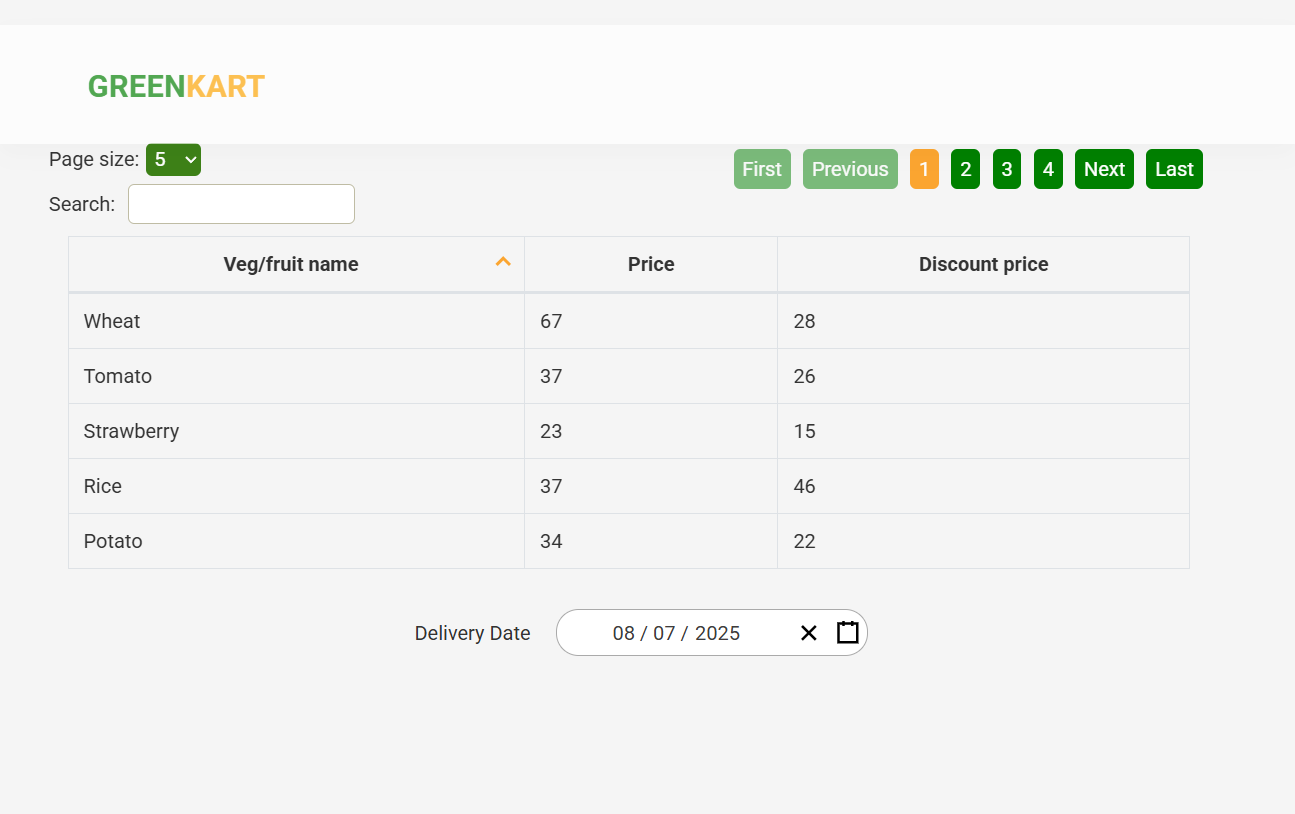 GREENKART
Page size: 5
First Previous 1 2 3 4 Next Last
Search:
Veg/fruit name Price Discount price
Wheat 67 28
Tomato 37 26
Strawberry 23 15
Rice 37 46
Potato 34 22
Delivery Date 08 / 07 / 2025